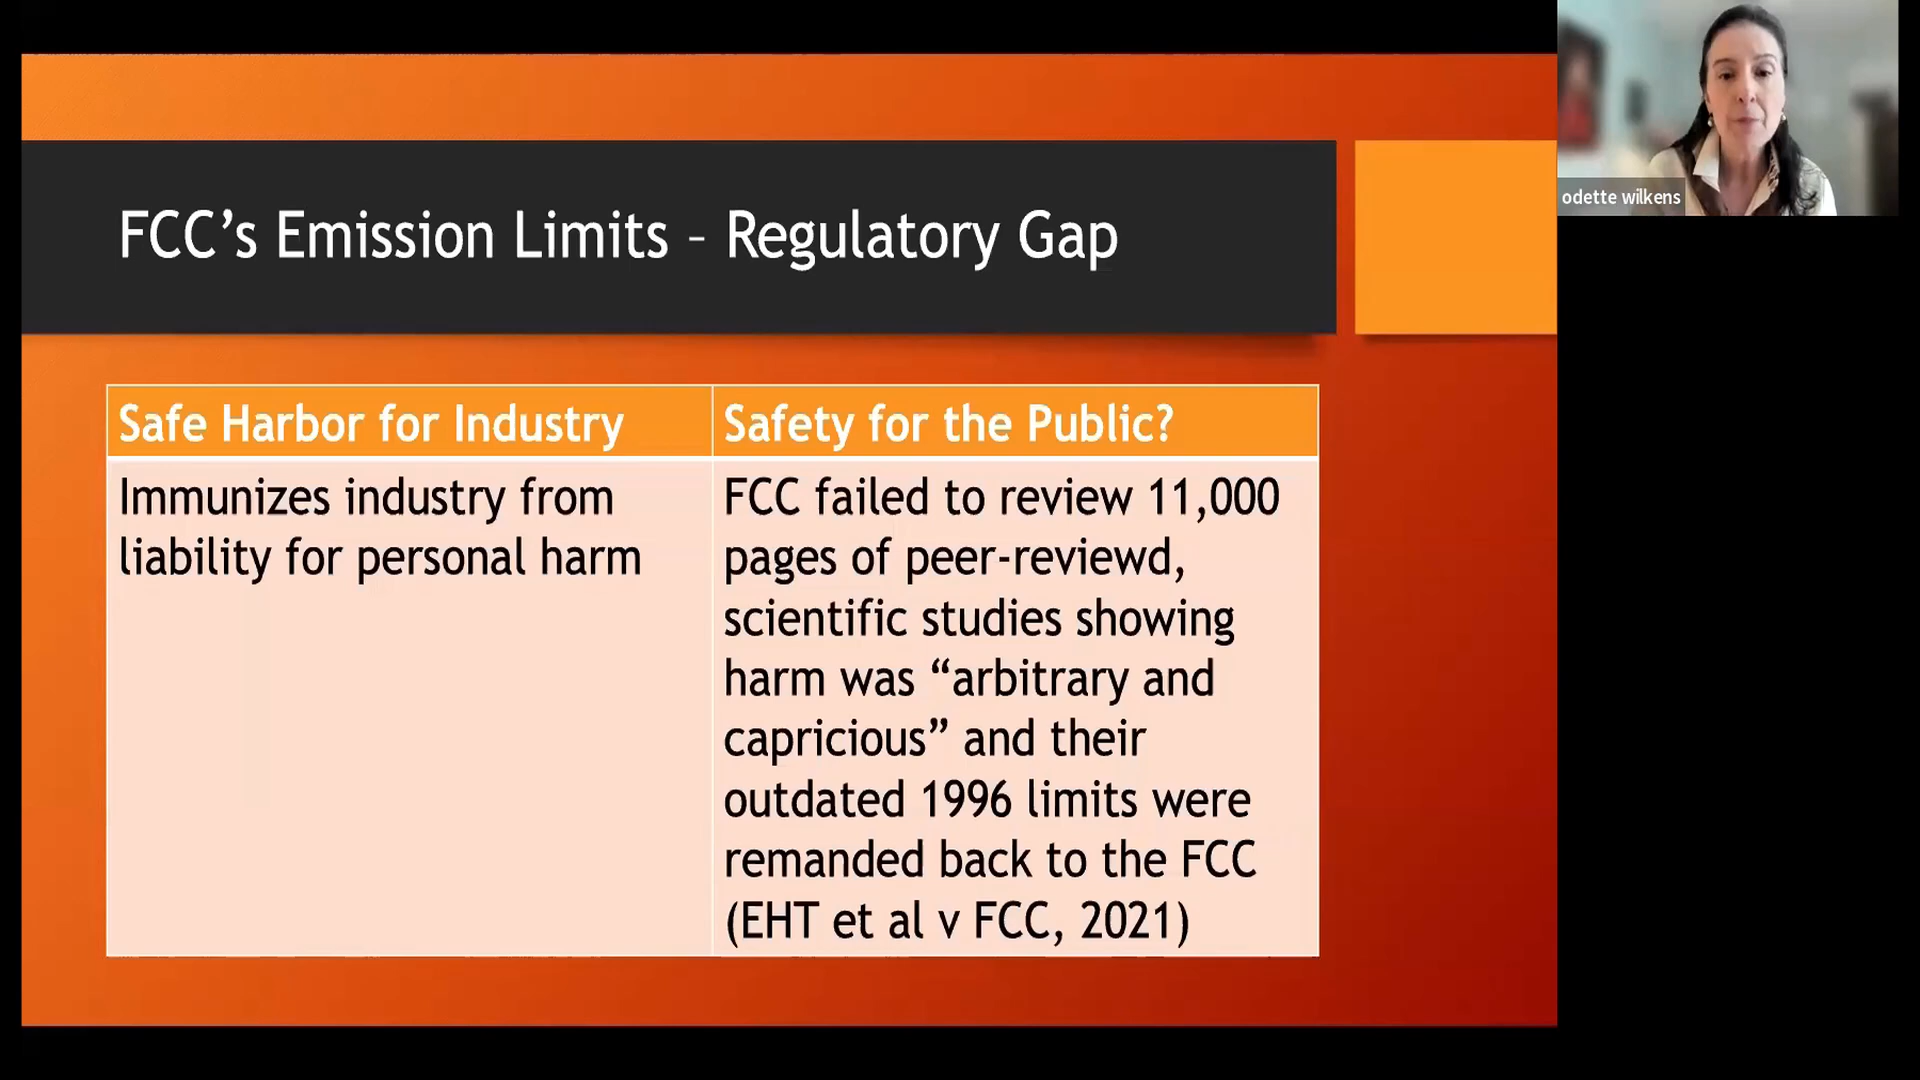 FCC’s Emission Limits – Regulatory Gap
Safe Harbor for Industry
Immunizes industry from
liability for personal harm
Safety for the Public?
FCC failed to review 11,000
pages of peer-reviewd,
scientific studies showing
harm was “arbitrary and
capricious” and their
outdated 1996 limits were
remanded back to the FCC
(EHT et al v FCC, 2021)
odette wilkens